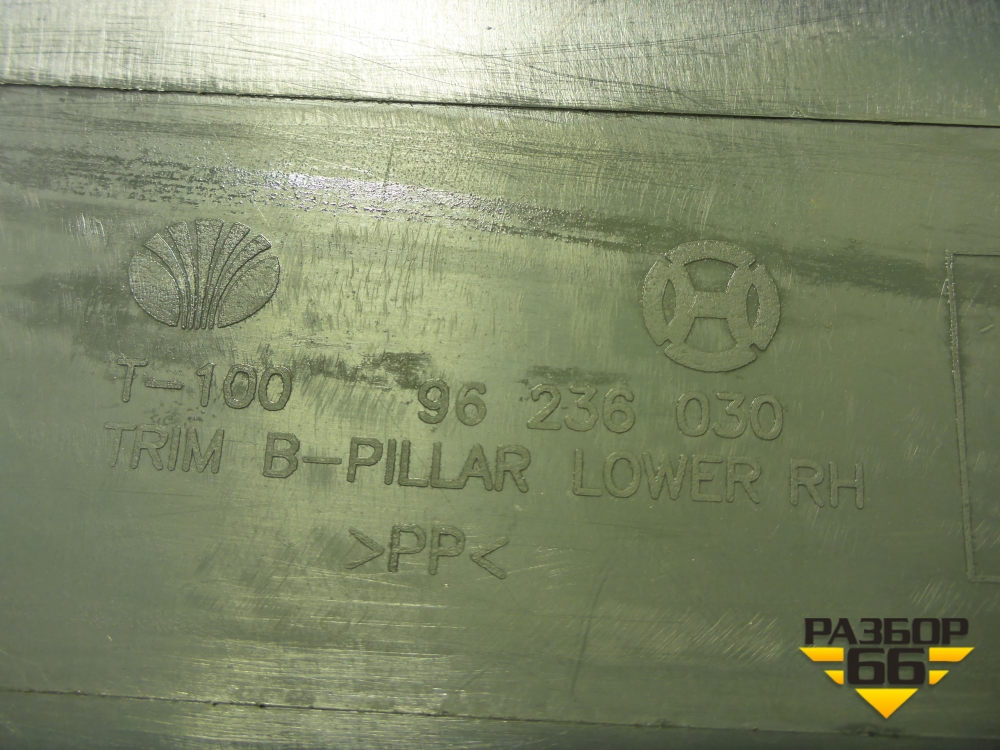 T-100 96 236 030
TRIM B-PILLAR LOWER RH
>PP<
РАЗБОР
66